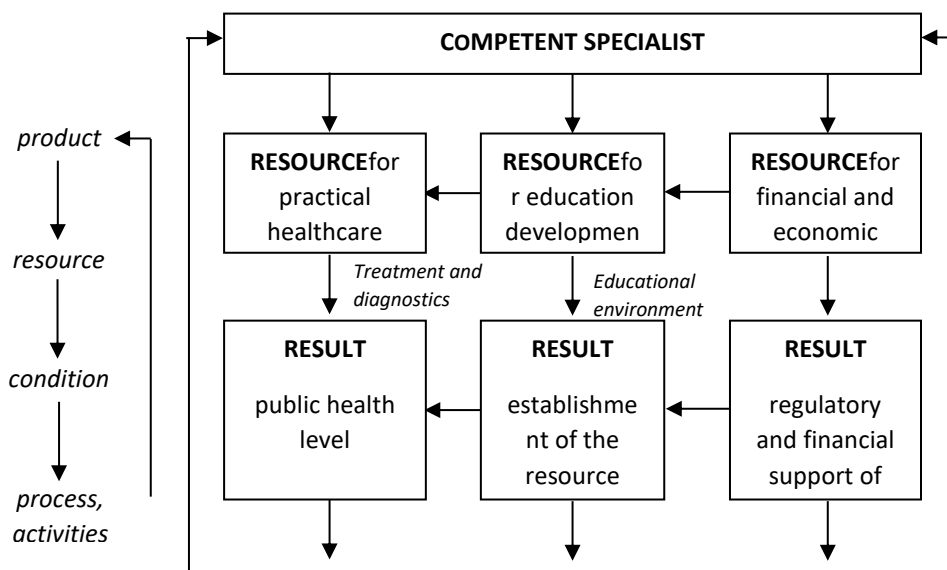 COMPETENT SPECIALIST
product
resource
condition
process,
activities
RESOURCEfor
practical
healthcare
RESOURCEfo
r education
developmen
RESOURCEfor
financial and
economic
Treatment and
diagnostics
Educational
environment
RESULT
public health
level
RESULT
establishme
nt of the
resource
RESULT
regulatory
and financial
support of